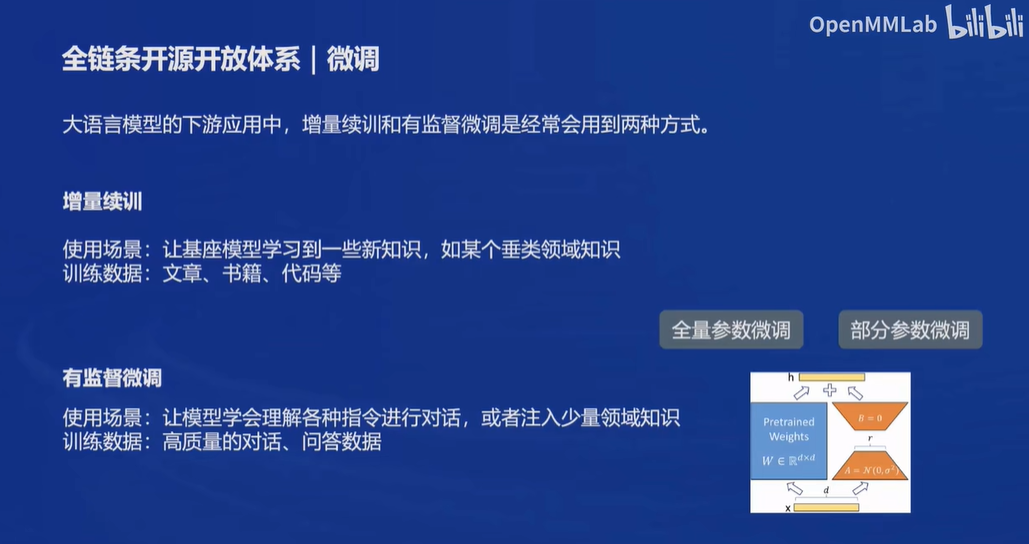 OpenMMLab bilibili
全链条开源开放体系 | 微调
大语言模型的下游应用中，增量续训和有监督微调是经常会用到两种方式。
增量续训
使用场景：让基座模型学习到一些新知识，如某个垂类领域知识
训练数据：文章、书籍、代码等
全量参数微调 部分参数微调
有监督微调
使用场景：让模型学会理解各种指令进行对话，或者注入少量领域知识
训练数据：高质量的对话、问答数据
h
Pretrained
Weights
W ∈ ℝ^{d×d}
B = 0
r
A = 𝒩(0, σ²)
d
x